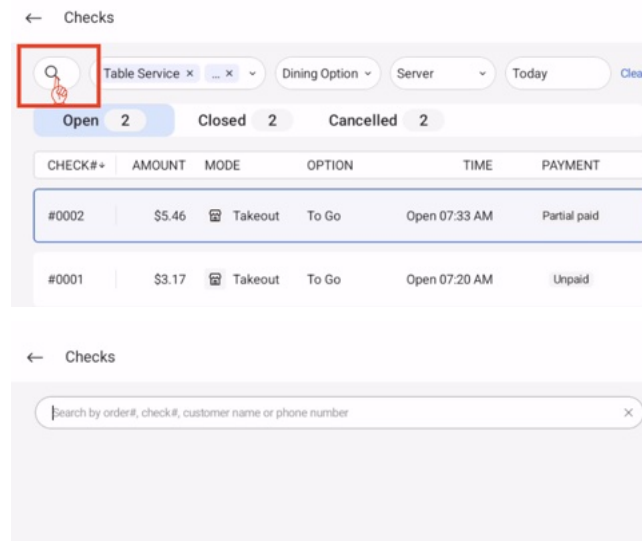 ← Checks
Table Service × ... × Dining Option Server Today Clea
Open 2 Closed 2 Cancelled 2
CHECK#↓ AMOUNT MODE OPTION TIME PAYMENT
#0002 $5.46 Takeout To Go Open 07:33 AM Partial paid
#0001 $3.17 Takeout To Go Open 07:20 AM Unpaid
← Checks
Search by order#, check#, customer name or phone number ×